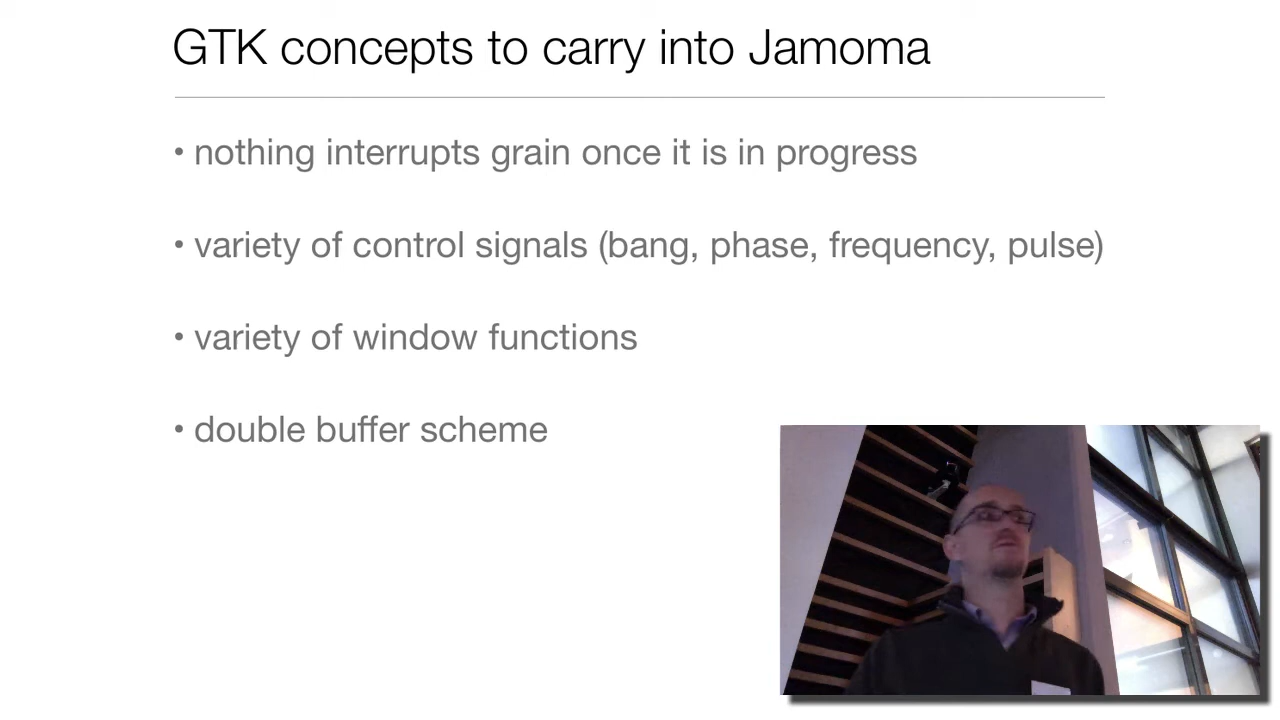 GTK concepts to carry into Jamoma
• nothing interrupts grain once it is in progress
• variety of control signals (bang, phase, frequency, pulse)
• variety of window functions
• double buffer scheme